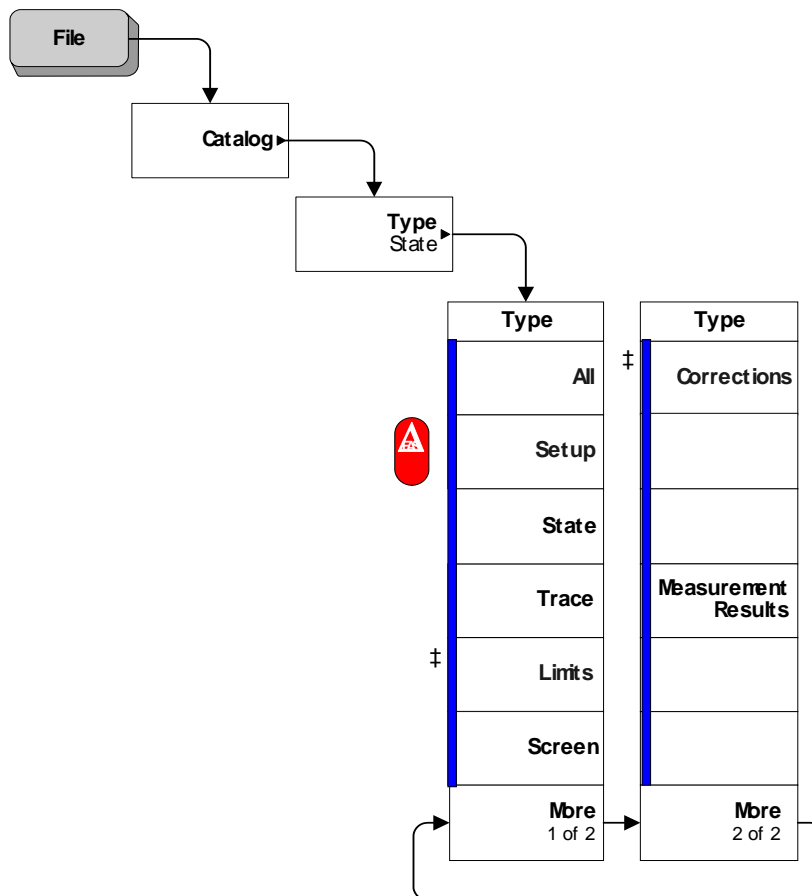 File
Catalog
Type
State
Type
All
Setup
State
Trace
‡
Limits
Screen
More
1 of 2
Type
‡
Corrections
Measurement
Results
More
2 of 2